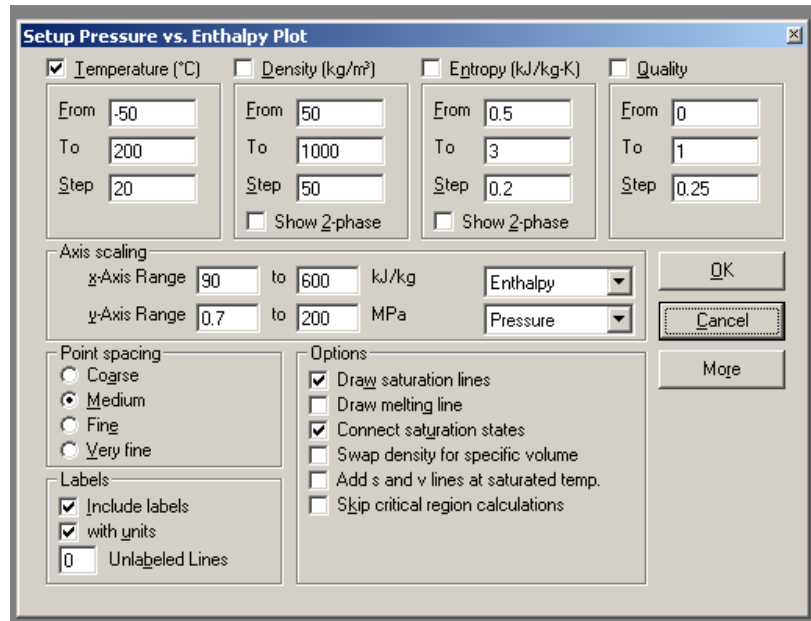 Setup Pressure vs. Enthalpy Plot
Temperature (°C)
From -50
To 200
Step 20
Density (kg/m³)
From 50
To 1000
Step 50
Show 2-phase
Entropy (kJ/kg-K)
From 0.5
To 3
Step 0.2
Show 2-phase
Quality
From 0
To 1
Step 0.25
Axis scaling
x-Axis Range 90 to 600 kJ/kg Enthalpy
y-Axis Range 0.7 to 200 MPa Pressure
OK
Cancel
More
Point spacing
Coarse
Medium
Fine
Very fine
Labels
Include labels
with units
0 Unlabeled Lines
Options
Draw saturation lines
Draw melting line
Connect saturation states
Swap density for specific volume
Add s and v lines at saturated temp.
Skip critical region calculations